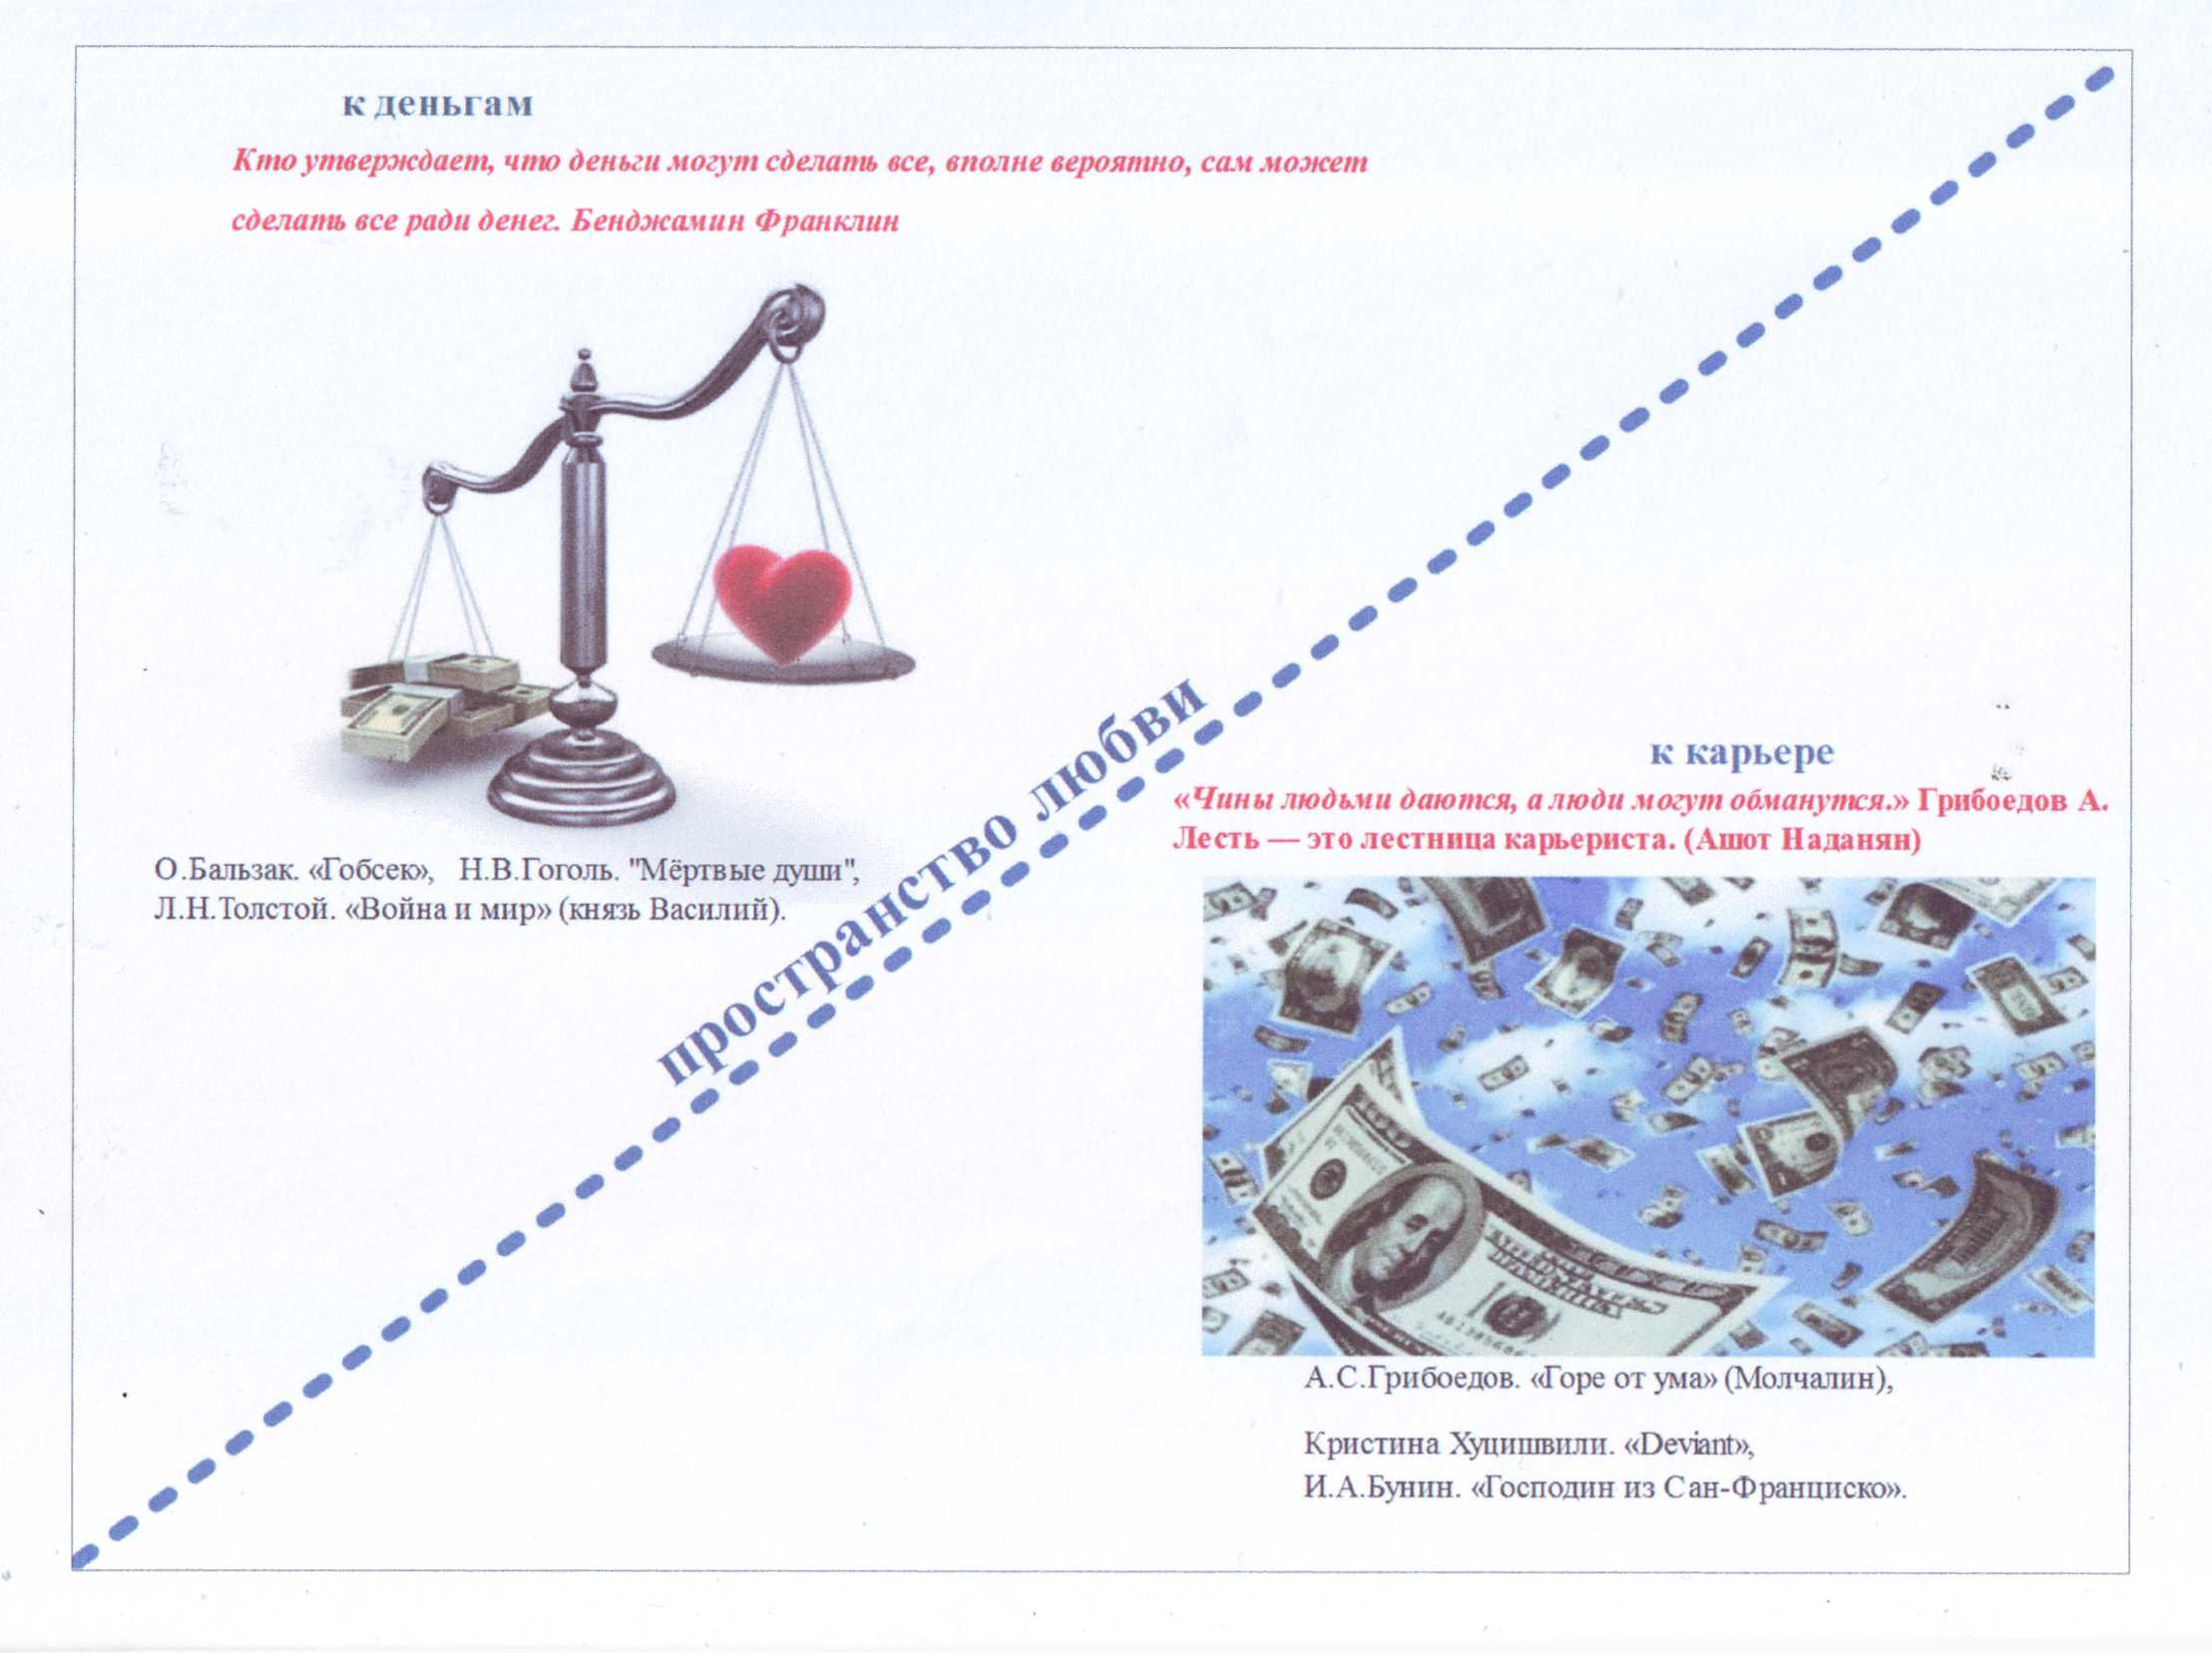 к деньгам
Кто утверждает, что деньги могут сделать все, вполне вероятно, сам может
сделать все ради денег. Бенджамин Франклин
О.Бальзак. «Гобсек», Н.В.Гоголь. "Мёртвые души",
Л.Н.Толстой. «Война и мир» (князь Василий).
пространство любви
к карьере
«Чины людьми даются, а люди могут обманутся.» Грибоедов А.
Лесть — это лестница карьериста. (Ашот Наданян)
А.С.Грибоедов. «Горе от ума» (Молчалин),
Кристина Хуцишвили. «Deviant»,
И.А.Бунин. «Господин из Сан-Франциско».